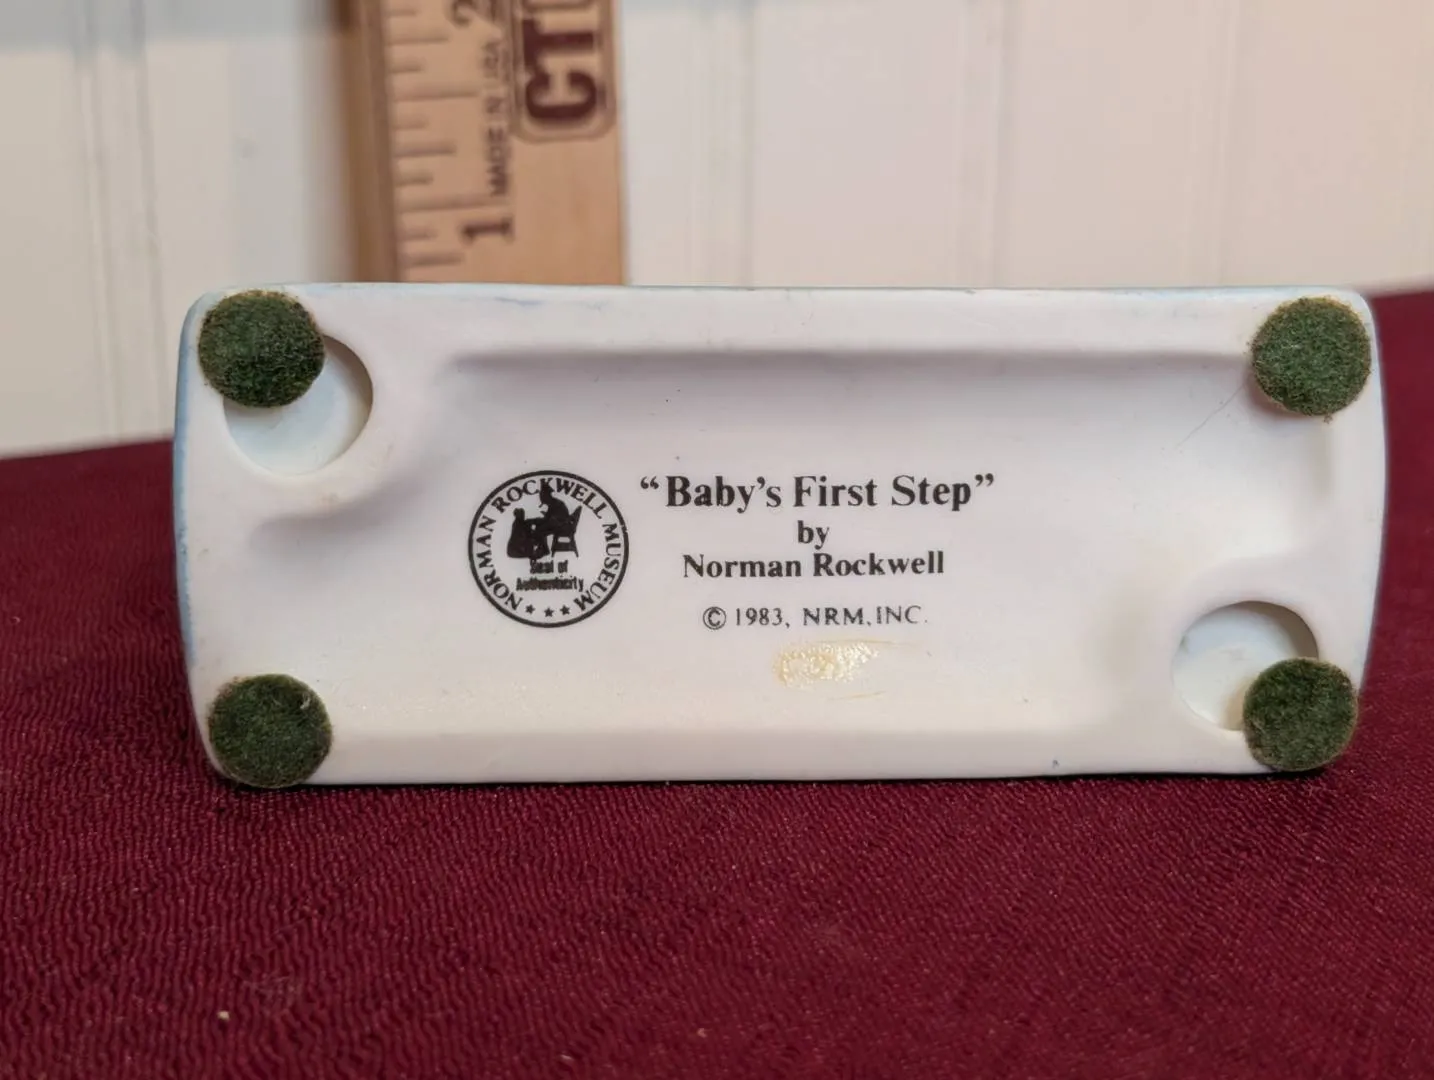 2
MADE IN USA
CT
1
NORMAN ROCKWELL MUSEUM
Seal of
Authenticity
“Baby’s First Step”
by
Norman Rockwell
© 1983, NRM, INC.